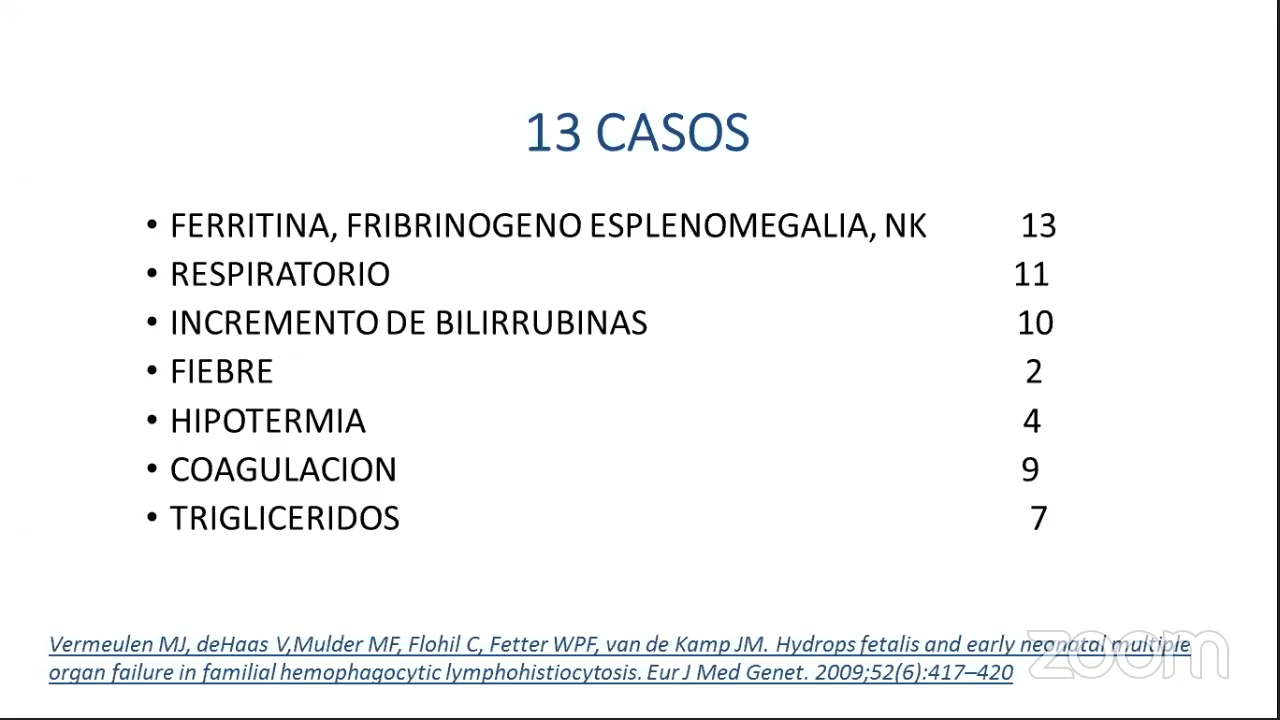 13 CASOS
• FERRITINA, FRIBRINOGENO ESPLENOMEGALIA, NK 13
• RESPIRATORIO 11
• INCREMENTO DE BILIRRUBINAS 10
• FIEBRE 2
• HIPOTERMIA 4
• COAGULACION 9
• TRIGLICERIDOS 7
Vermeulen MJ, deHaas V,Mulder MF, Flohil C, Fetter WPF, van de Kamp JM. Hydrops fetalis and early neonatal multiple
organ failure in familial hemophagocytic lymphohistiocytosis. Eur J Med Genet. 2009;52(6):417–420
zoom